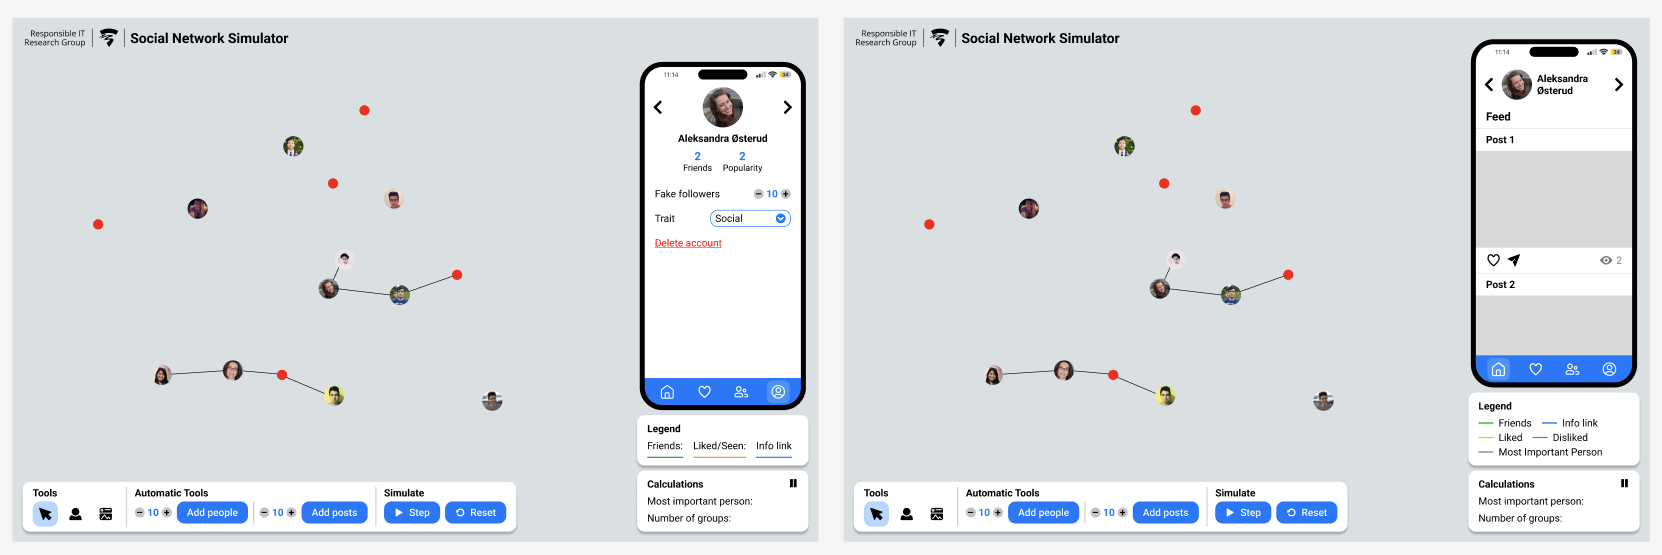 Responsible IT
Research Group
Social Network Simulator
11:14
34
Aleksandra Østerud
2 2
Friends Popularity
Fake followers 10
Trait Social
Delete account
Legend
Friends: Liked/Seen: Info link
Calculations
Most important person:
Number of groups:
Tools Automatic Tools Simulate
10 Add people 10 Add posts Step Reset
Responsible IT
Research Group
Social Network Simulator
11:14
34
Aleksandra
Østerud
Feed
Post 1
2
Post 2
Legend
Friends Info link
Liked Disliked
Most Important Person
Calculations
Most important person:
Number of groups:
Tools Automatic Tools Simulate
10 Add people 10 Add posts Step Reset